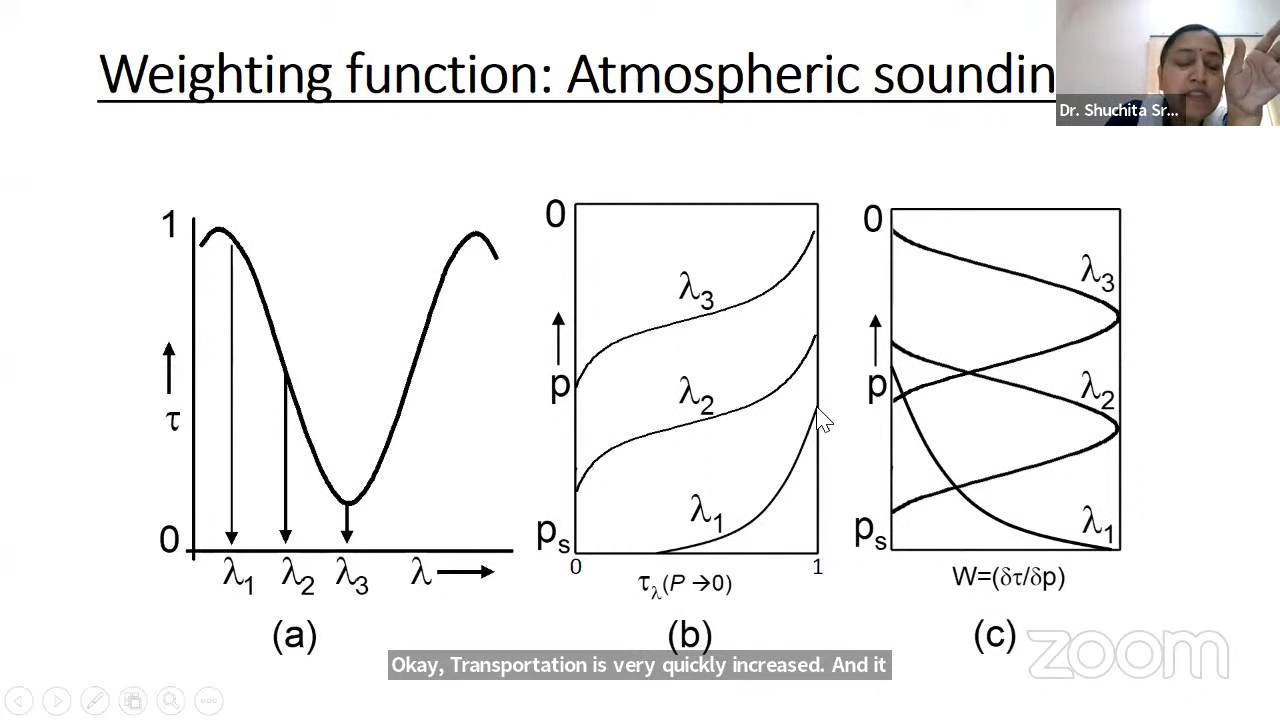 Weighting function: Atmospheric soundin
Dr. Shuchita Sr...
1
τ
0
λ1 λ2 λ3 λ
(a)
0
p
ps
λ3
λ2
λ1
0 1
τλ(P →0)
(b)
0
p
ps
λ3
λ2
λ1
W=(δτ/δp)
(c)
zoom
Okay, Transportation is very quickly increased. And it